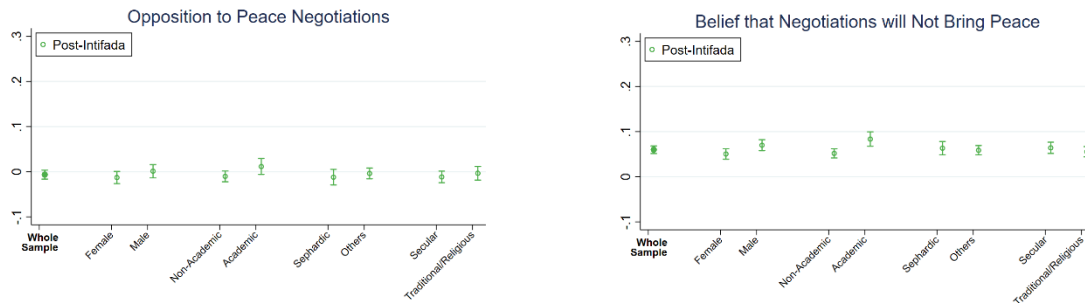 Opposition to Peace Negotiations
.3
.2
.1
0
-.1
Post-Intifada
Whole
Sample
Female
Male
Non-Academic
Academic
Sephardic
Others
Secular
Traditional/Religious
Belief that Negotiations will Not Bring Peace
.3
.2
.1
0
-.1
Post-Intifada
Whole
Sample
Female
Male
Non-Academic
Academic
Sephardic
Others
Secular
Traditional/Religious